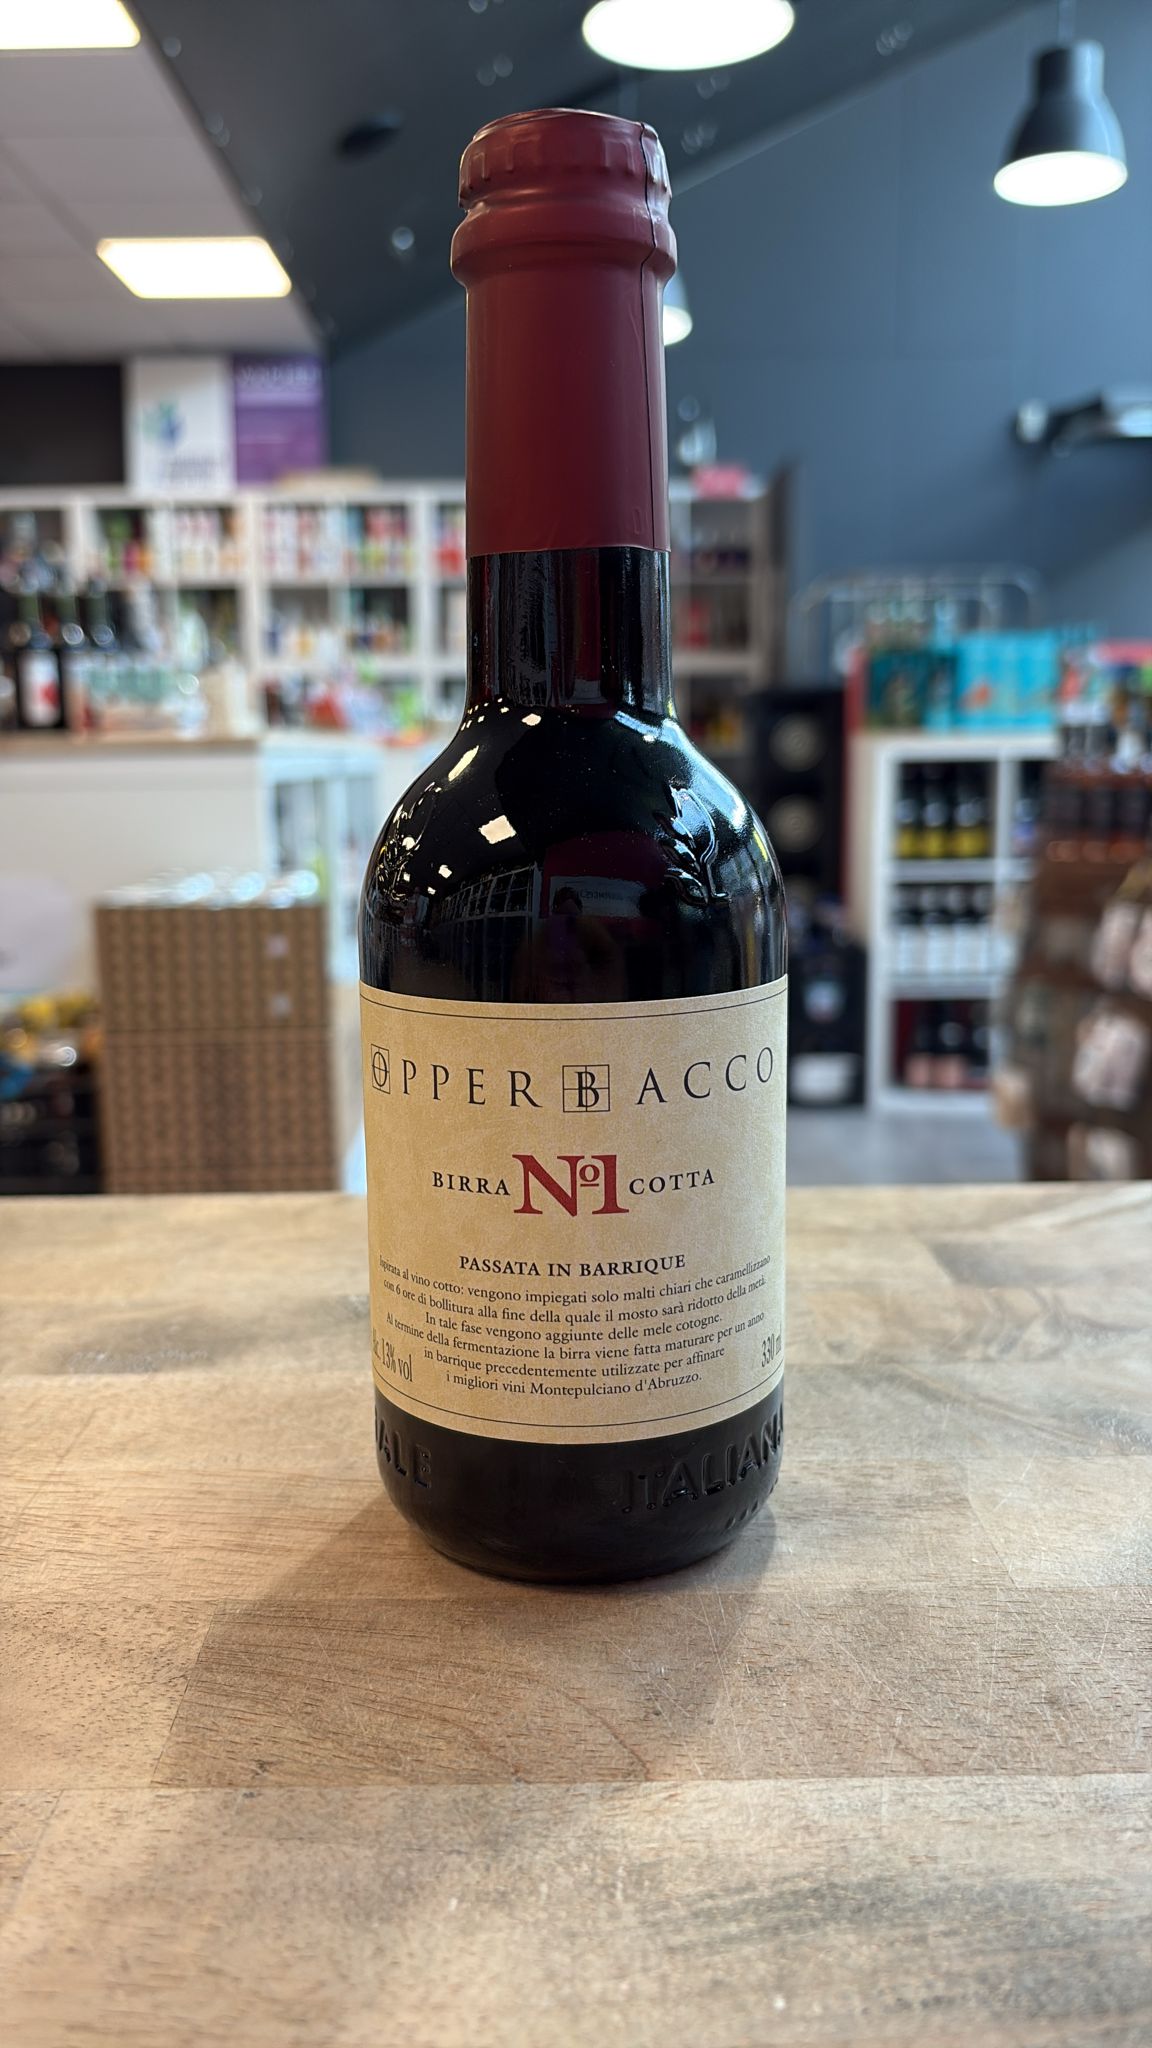 OPPER BACCO
BIRRA Nº1 COTTA
PASSATA IN BARRIQUE
Ispirata al vino cotto: vengono impiegati solo malti chiari che caramellizzano
con 6 ore di bollitura alla fine della quale il mosto sarà ridotto della metà.
In tale fase vengono aggiunte delle mele cotogne.
Al termine della fermentazione la birra viene fatta maturare per un anno
in barrique precedentemente utilizzate per affinare
i migliori vini Montepulciano d'Abruzzo.
13% vol
330 ml
ITALIANA